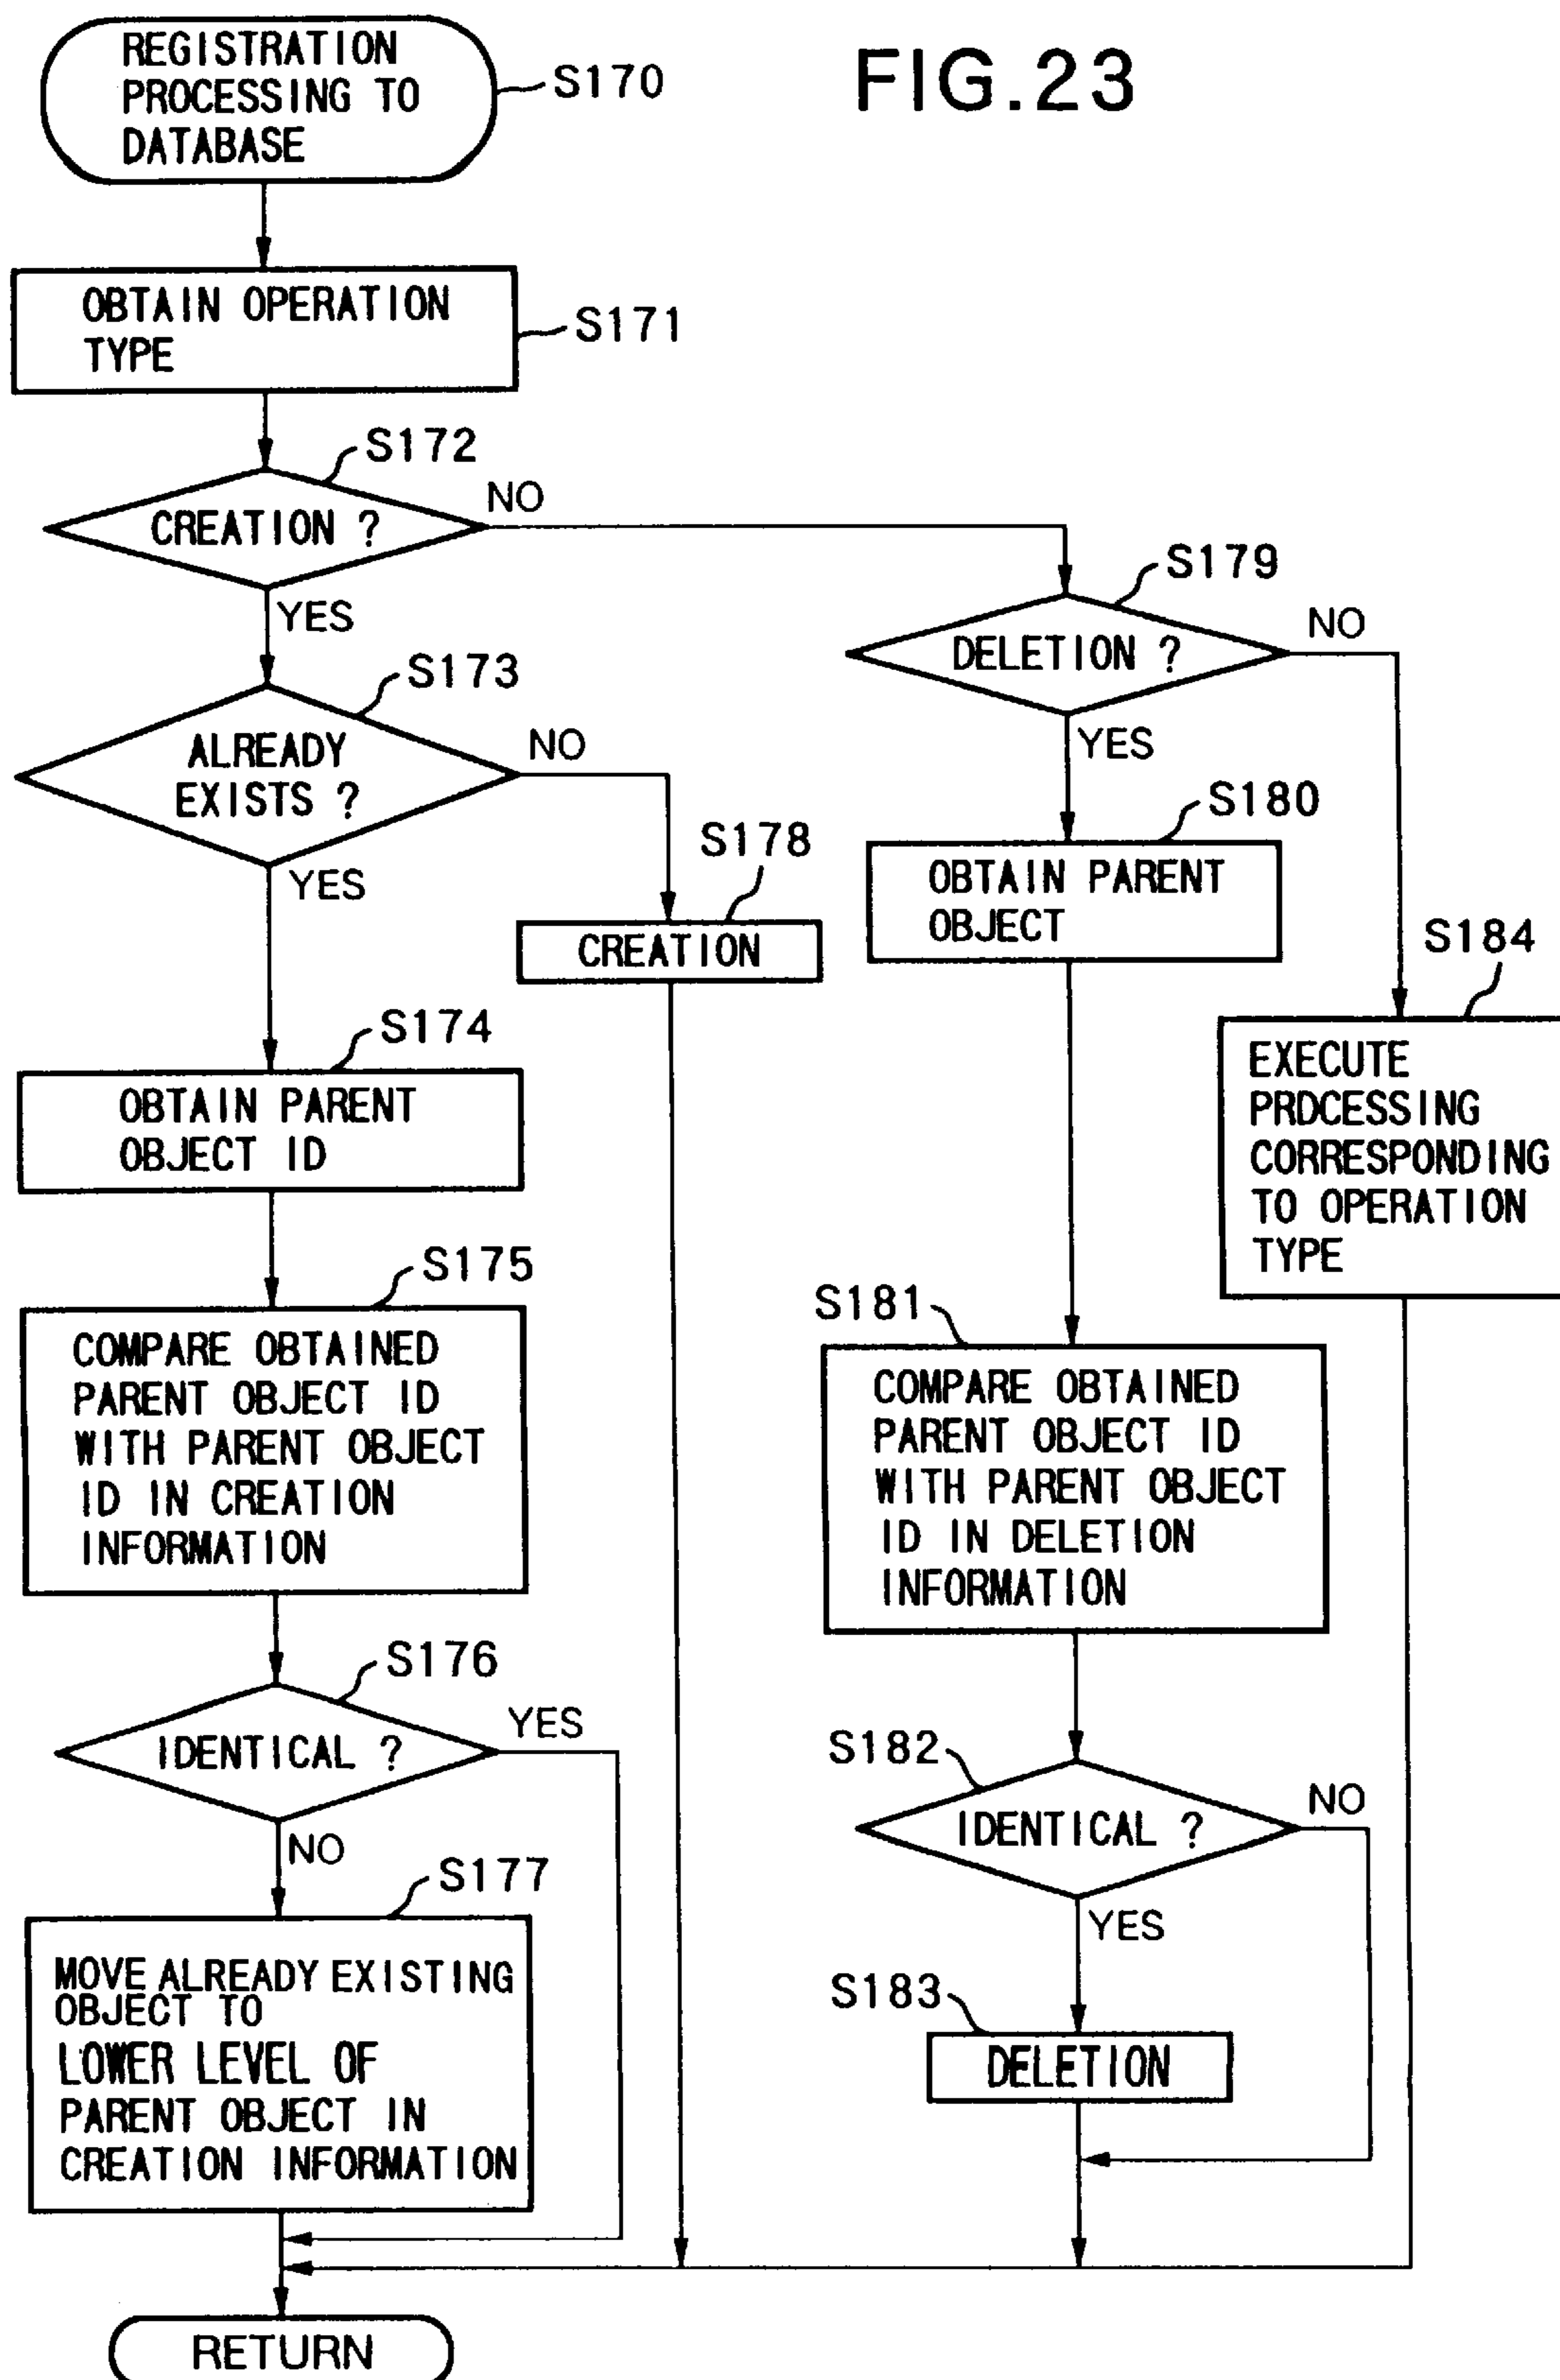 FIG.23
REGISTRATION
PROCESSING TO
DATABASE
S170
OBTAIN OPERATION
TYPE
S171
S172
CREATION ?
NO
YES
S173
ALREADY
EXISTS ?
NO
YES
S178
CREATION
S174
OBTAIN PARENT
OBJECT ID
S175
COMPARE OBTAINED
PARENT OBJECT ID
WITH PARENT OBJECT
ID IN CREATION
INFORMATION
S176
IDENTICAL ?
YES
NO
S177
MOVE ALREADY EXISTING
OBJECT TO
LOWER LEVEL OF
PARENT OBJECT IN
CREATION INFORMATION
S179
DELETION ?
NO
YES
S180
OBTAIN PARENT
OBJECT
S184
EXECUTE
PRDCESSING
CORRESPONDING
TO OPERATION
TYPE
S181
COMPARE OBTAINED
PARENT OBJECT ID
WITH PARENT OBJECT
ID IN DELETION
INFORMATION
S182
IDENTICAL ?
NO
YES
S183
DELETION
RETURN